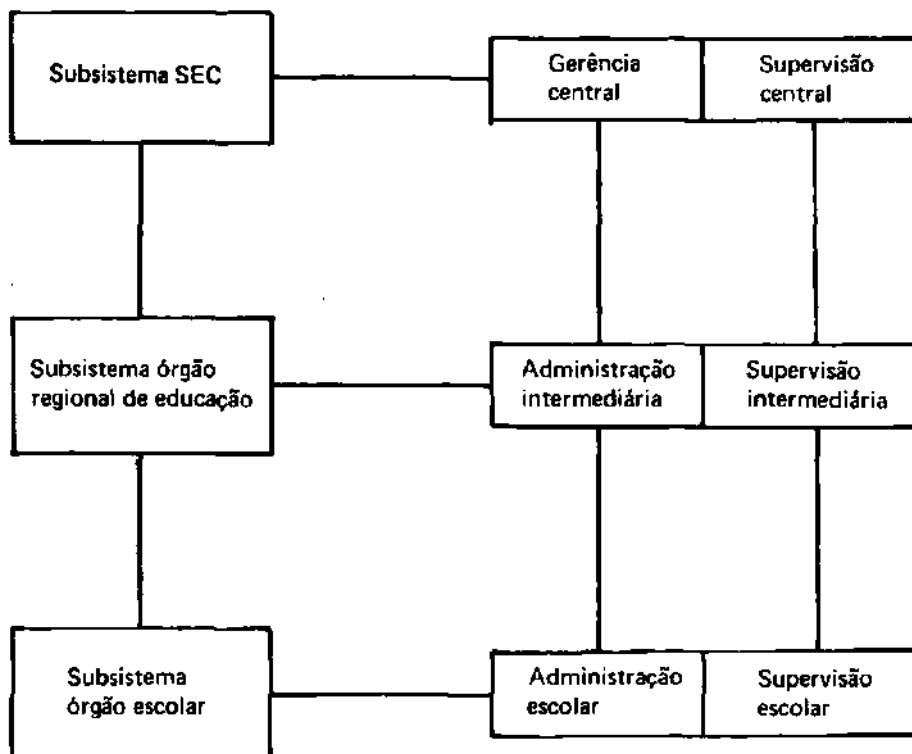 Subsistema SEC
Gerência
central
Supervisão
central
Subsistema órgão
regional de educação
Administração
intermediária
Supervisão
intermediária
Subsistema
órgão escolar
Administração
escolar
Supervisão
escolar